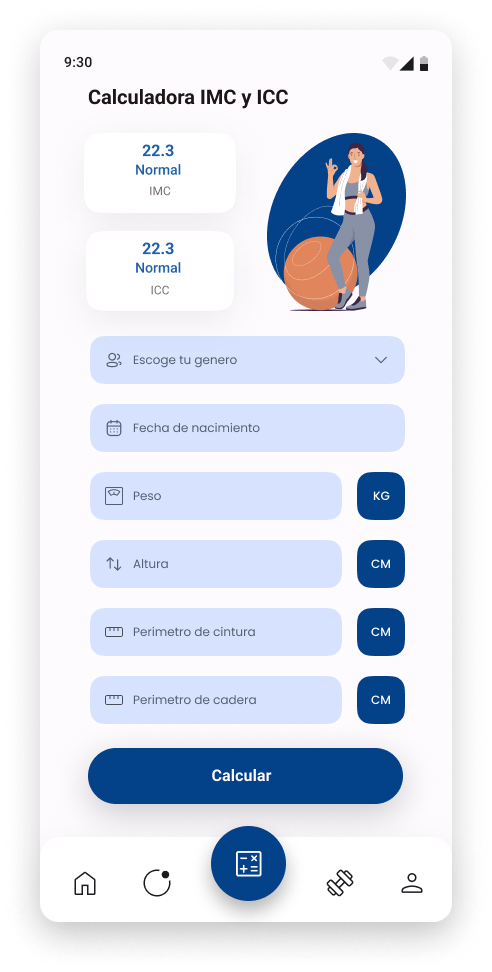 9:30
Calculadora IMC y ICC
22.3
Normal
IMC
22.3
Normal
ICC
Escoge tu genero
Fecha de nacimiento
Peso
KG
Altura
CM
Perimetro de cintura
CM
Perimetro de cadera
CM
Calcular